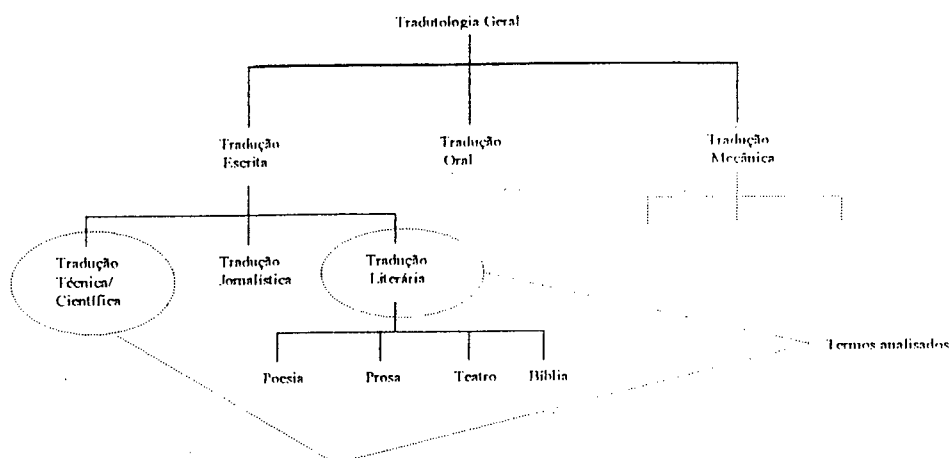 Tradutologia Geral
Tradução
Escrita
Tradução
Oral
Tradução
Mecânica
Tradução
Técnica/
Científica
Tradução
Jornalística
Tradução
Literária
Termos analisados
Poesia
Prosa
Teatro
Bíblia